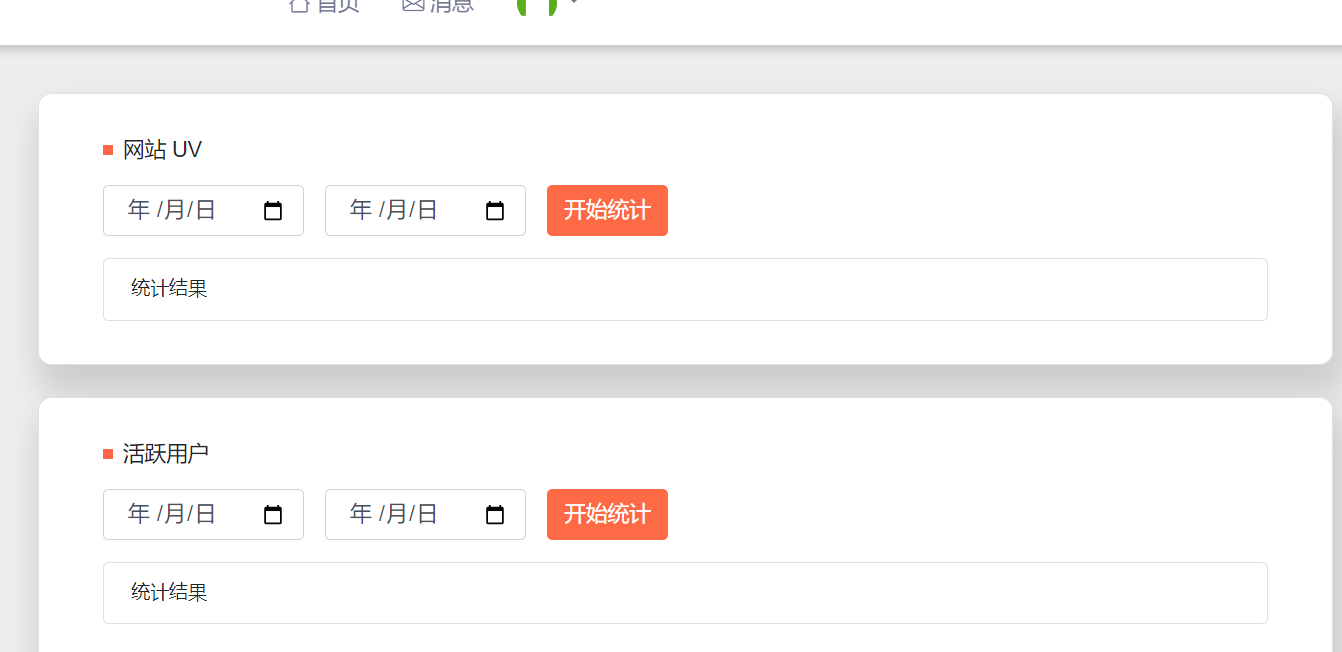 首页 消息
网站 UV
年 /月/日 年 /月/日 开始统计
统计结果
活跃用户
年 /月/日 年 /月/日 开始统计
统计结果